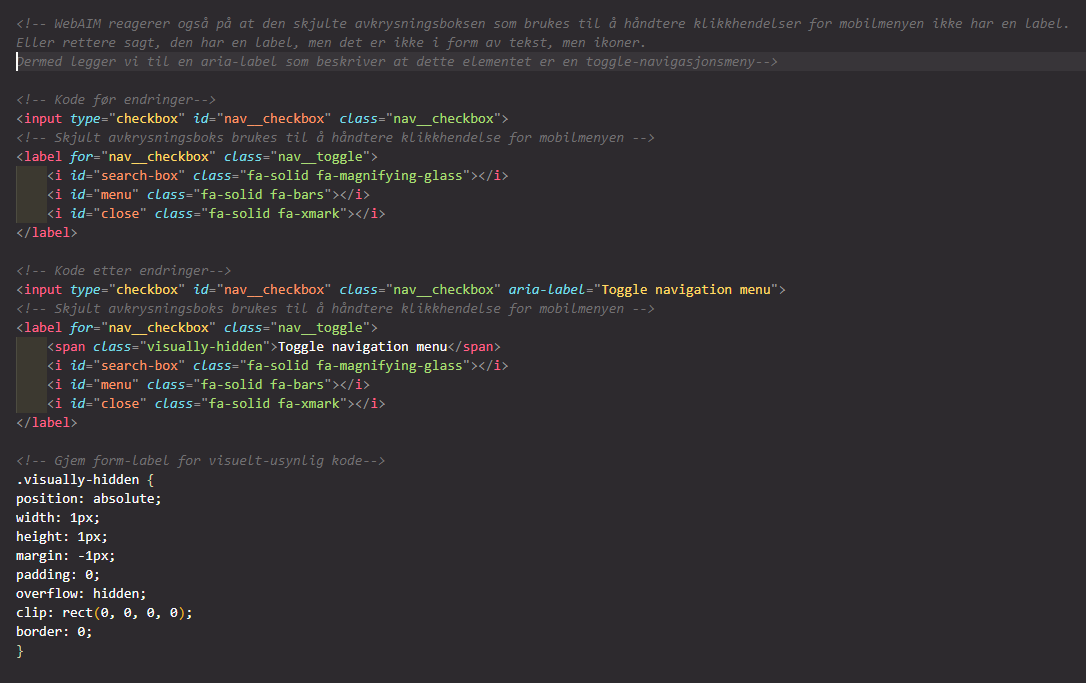 <!-- WebAIM reagerer også på at den skjulte avkrysningsboksen som brukes til å håndtere klikkhendelser for mobilmenyen ikke har en label.
Eller rettere sagt, den har en label, men det er ikke i form av tekst, men ikoner.
Dermed legger vi til en aria-label som beskriver at dette elementet er en toggle-navigasjonsmeny-->
<!-- Kode før endringer-->
<input type="checkbox" id="nav__checkbox" class="nav__checkbox">
<!-- Skjult avkrysningsboks brukes til å håndtere klikkhendelse for mobilmenyen -->
<label for="nav__checkbox" class="nav__toggle">
<i id="search-box" class="fa-solid fa-magnifying-glass"></i>
<i id="menu" class="fa-solid fa-bars"></i>
<i id="close" class="fa-solid fa-xmark"></i>
</label>
<!-- Kode etter endringer-->
<input type="checkbox" id="nav__checkbox" class="nav__checkbox" aria-label="Toggle navigation menu">
<!-- Skjult avkrysningsboks brukes til å håndtere klikkhendelse for mobilmenyen -->
<label for="nav__checkbox" class="nav__toggle">
<span class="visually-hidden">Toggle navigation menu</span>
<i id="search-box" class="fa-solid fa-magnifying-glass"></i>
<i id="menu" class="fa-solid fa-bars"></i>
<i id="close" class="fa-solid fa-xmark"></i>
</label>
<!-- Gjem form-label for visuelt-usynlig kode-->
.visually-hidden {
position: absolute;
width: 1px;
height: 1px;
margin: -1px;
padding: 0;
overflow: hidden;
clip: rect(0, 0, 0, 0);
border: 0;
}